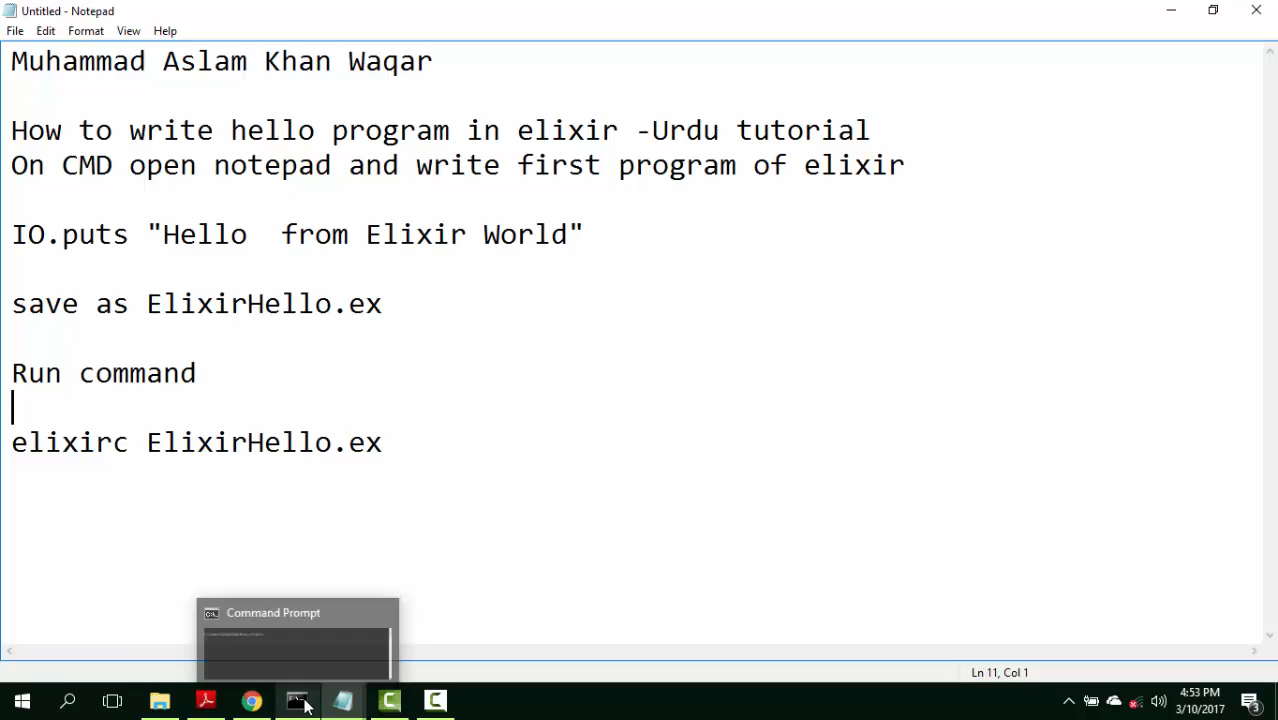 Untitled - Notepad
File Edit Format View Help
Muhammad Aslam Khan Waqar
How to write hello program in elixir -Urdu tutorial
On CMD open notepad and write first program of elixir
IO.puts "Hello  from Elixir World"
save as ElixirHello.ex
Run command
elixirc ElixirHello.ex
Command Prompt
Ln 11, Col 1
4:53 PM
3/10/2017
3